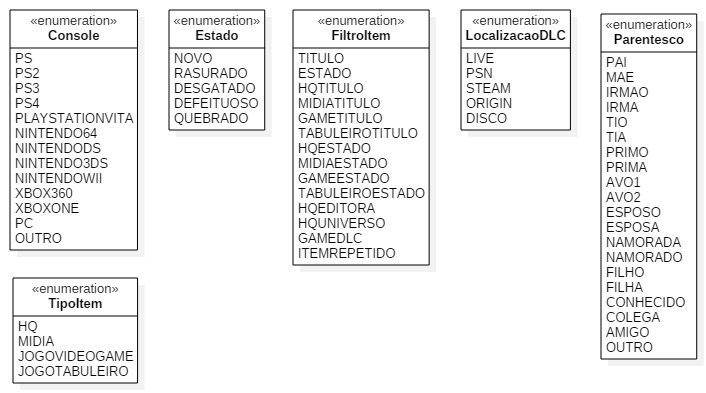 «enumeration»
Console
PS
PS2
PS3
PS4
PLAYSTATIONVITA
NINTENDO64
NINTENDODS
NINTENDO3DS
NINTENDOWII
XBOX360
XBOXONE
PC
OUTRO
«enumeration»
Estado
NOVO
RASURADO
DESGATADO
DEFEITUOSO
QUEBRADO
«enumeration»
FiltroItem
TITULO
ESTADO
HQTITULO
MIDIATITULO
GAMETITULO
TABULEIROTITULO
HQESTADO
MIDIAESTADO
GAMEESTADO
TABULEIROESTADO
HQEDITORA
HQUNIVERSO
GAMEDLC
ITEMREPETIDO
«enumeration»
LocalizacaoDLC
LIVE
PSN
STEAM
ORIGIN
DISCO
«enumeration»
Parentesco
PAI
MAE
IRMAO
IRMA
TIO
TIA
PRIMO
PRIMA
AVO1
AVO2
ESPOSO
ESPOSA
NAMORADA
NAMORADO
FILHO
FILHA
CONHECIDO
COLEGA
AMIGO
OUTRO
«enumeration»
TipoItem
HQ
MIDIA
JOGOVIDEOGAME
JOGOTABULEIRO